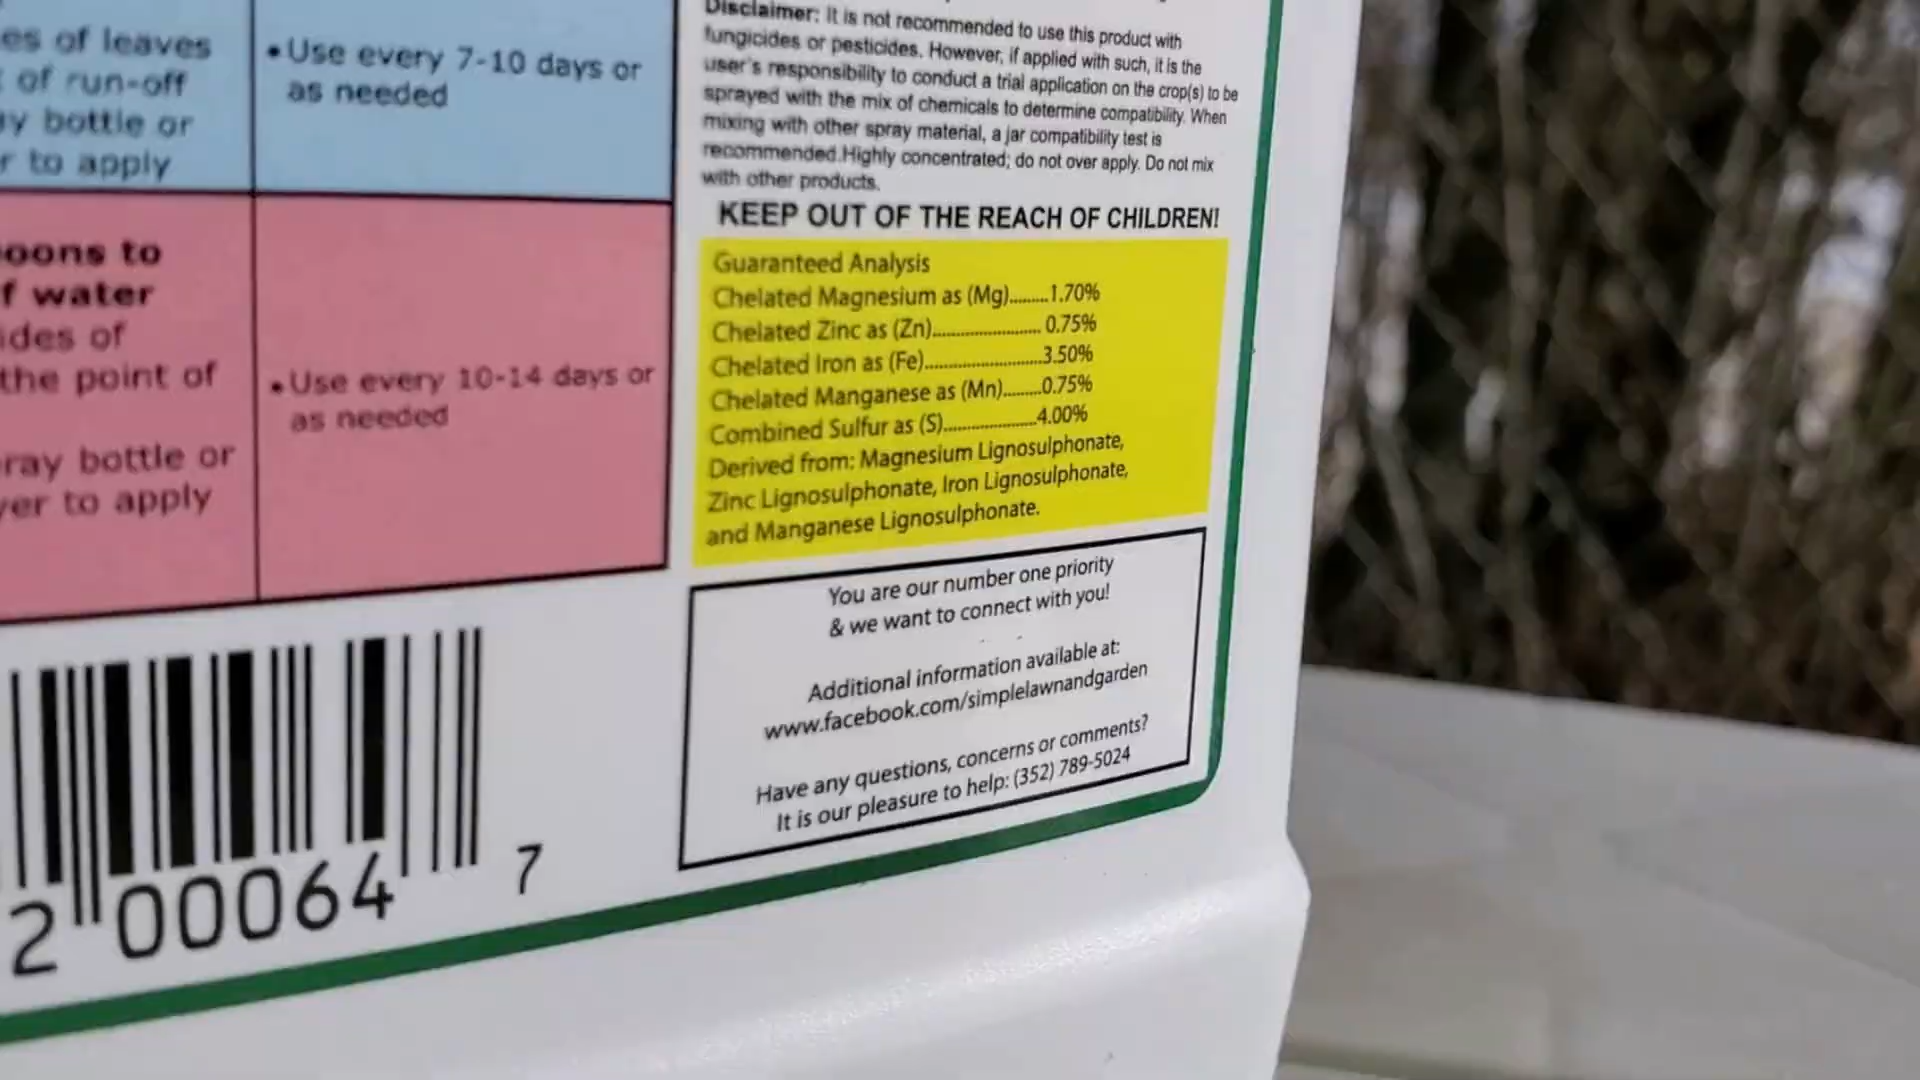 es of leaves
of run-off
ay bottle or
r to apply
• Use every 7-10 days or
as needed
oons to
f water
ides of
the point of
ray bottle or
yer to apply
• Use every 10-14 days or
as needed
Disclaimer: It is not recommended to use this product with
fungicides or pesticides. However, if applied with such, it is the
user's responsibility to conduct a trial application on the crop(s) to be
sprayed with the mix of chemicals to determine compatibility. When
mixing with other spray material, a jar compatibility test is
recommended.Highly concentrated; do not over apply. Do not mix
with other products.
KEEP OUT OF THE REACH OF CHILDREN!
Guaranteed Analysis
Chelated Magnesium as (Mg).........1.70%
Chelated Zinc as (Zn)...................... 0.75%
Chelated Iron as (Fe)........................3.50%
Chelated Manganese as (Mn)........0.75%
Combined Sulfur as (S)...................4.00%
Derived from: Magnesium Lignosulphonate,
Zinc Lignosulphonate, Iron Lignosulphonate,
and Manganese Lignosulphonate.
You are our number one priority
& we want to connect with you!
Additional information available at:
www.facebook.com/simplelawnandgarden
Have any questions, concerns or comments?
It is our pleasure to help: (352) 789-5024
2 00064 7